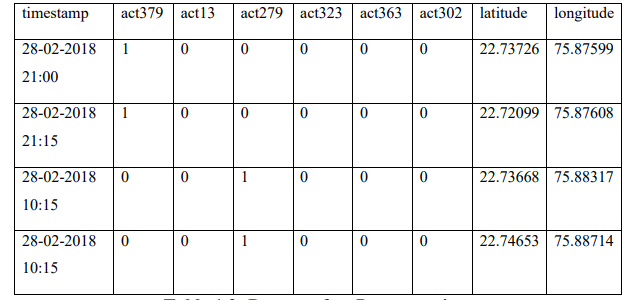 timestamp act379 act13 act279 act323 act363 act302 latitude longitude
28-02-2018 1 0 0 0 0 0 22.73726 75.87599
21:00
28-02-2018 1 0 0 0 0 0 22.72099 75.87608
21:15
28-02-2018 0 0 1 0 0 0 22.73668 75.88317
10:15
28-02-2018 0 0 1 0 0 0 22.74653 75.88714
10:15